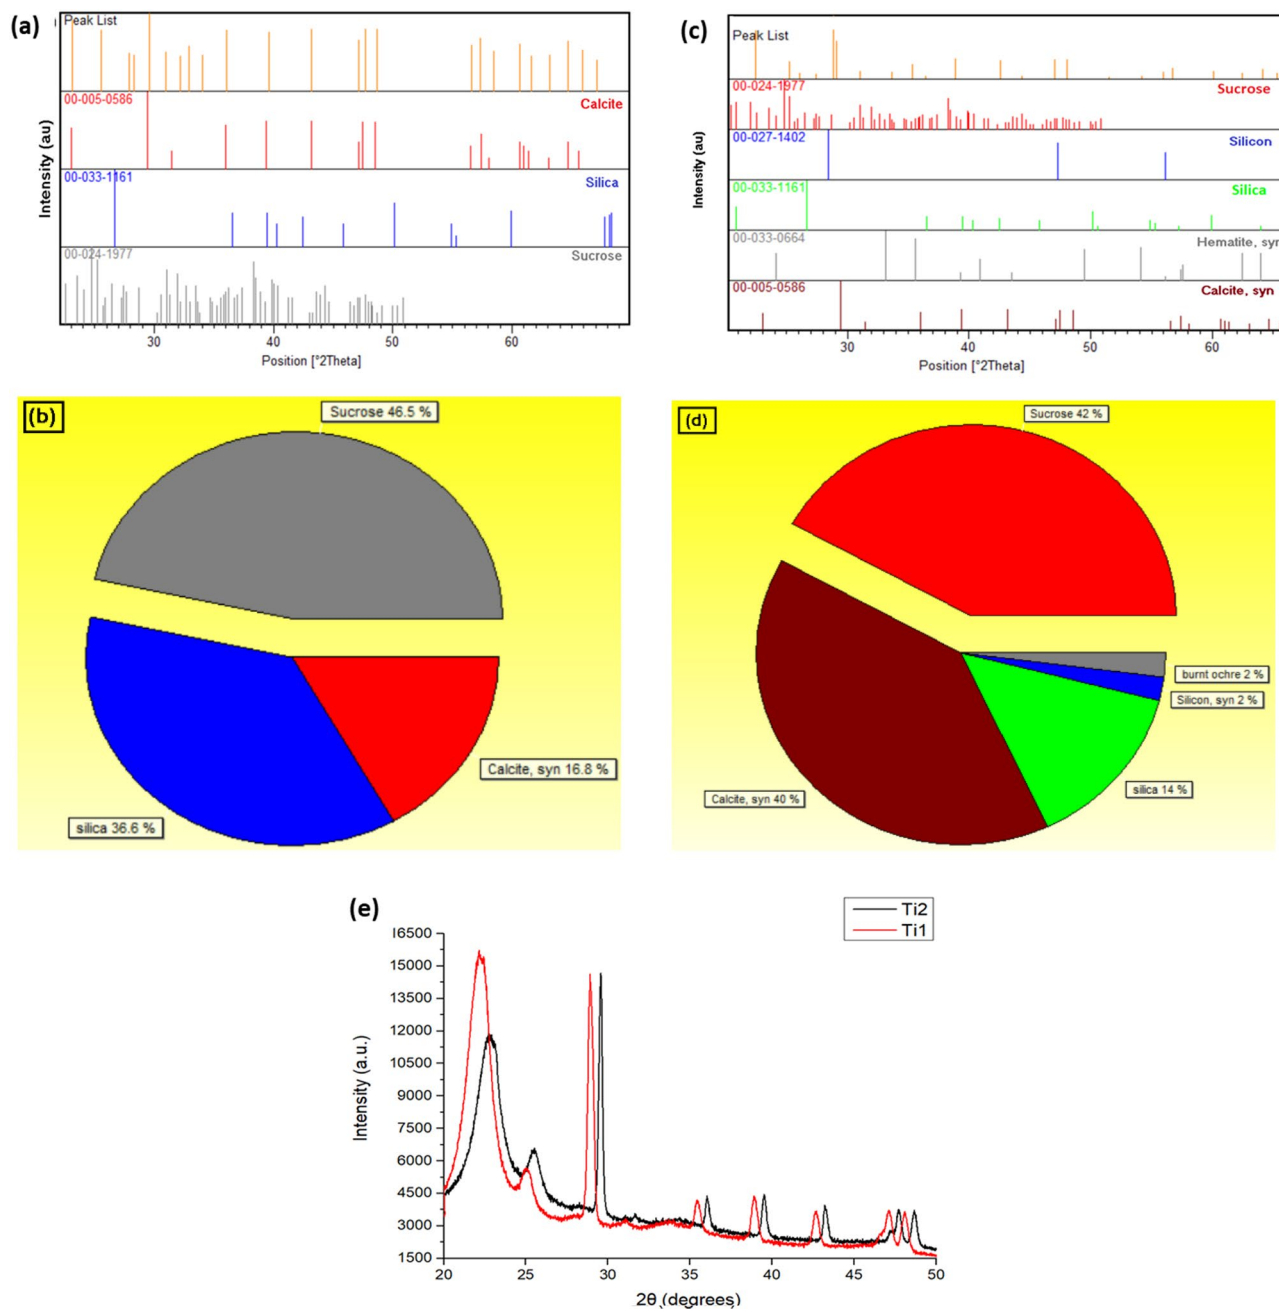 (a)
Peak List
00-005-0586 Calcite
00-033-1161 Silica
00-024-1977 Sucrose
Intensity (au)
30 40 50 60
Position [°2Theta]
(c)
Peak List
00-024-1977 Sucrose
00-027-1402 Silicon
00-033-1161 Silica
00-033-0664 Hematite, syn
00-005-0586 Calcite, syn
Intensity (au)
30 40 50 60
Position [°2Theta]
(b)
Sucrose 46.5 %
Calcite, syn 16.8 %
silica 36.6 %
(d)
Sucrose 42 %
burnt ochre 2 %
Silicon, syn 2 %
silica 14 %
Calcite, syn 40 %
(e)
Ti2
Ti1
Intensity (a.u.)
16500
15000
13500
12000
10500
9000
7500
6000
4500
3000
1500
20 25 30 35 40 45 50
2θ (degrees)